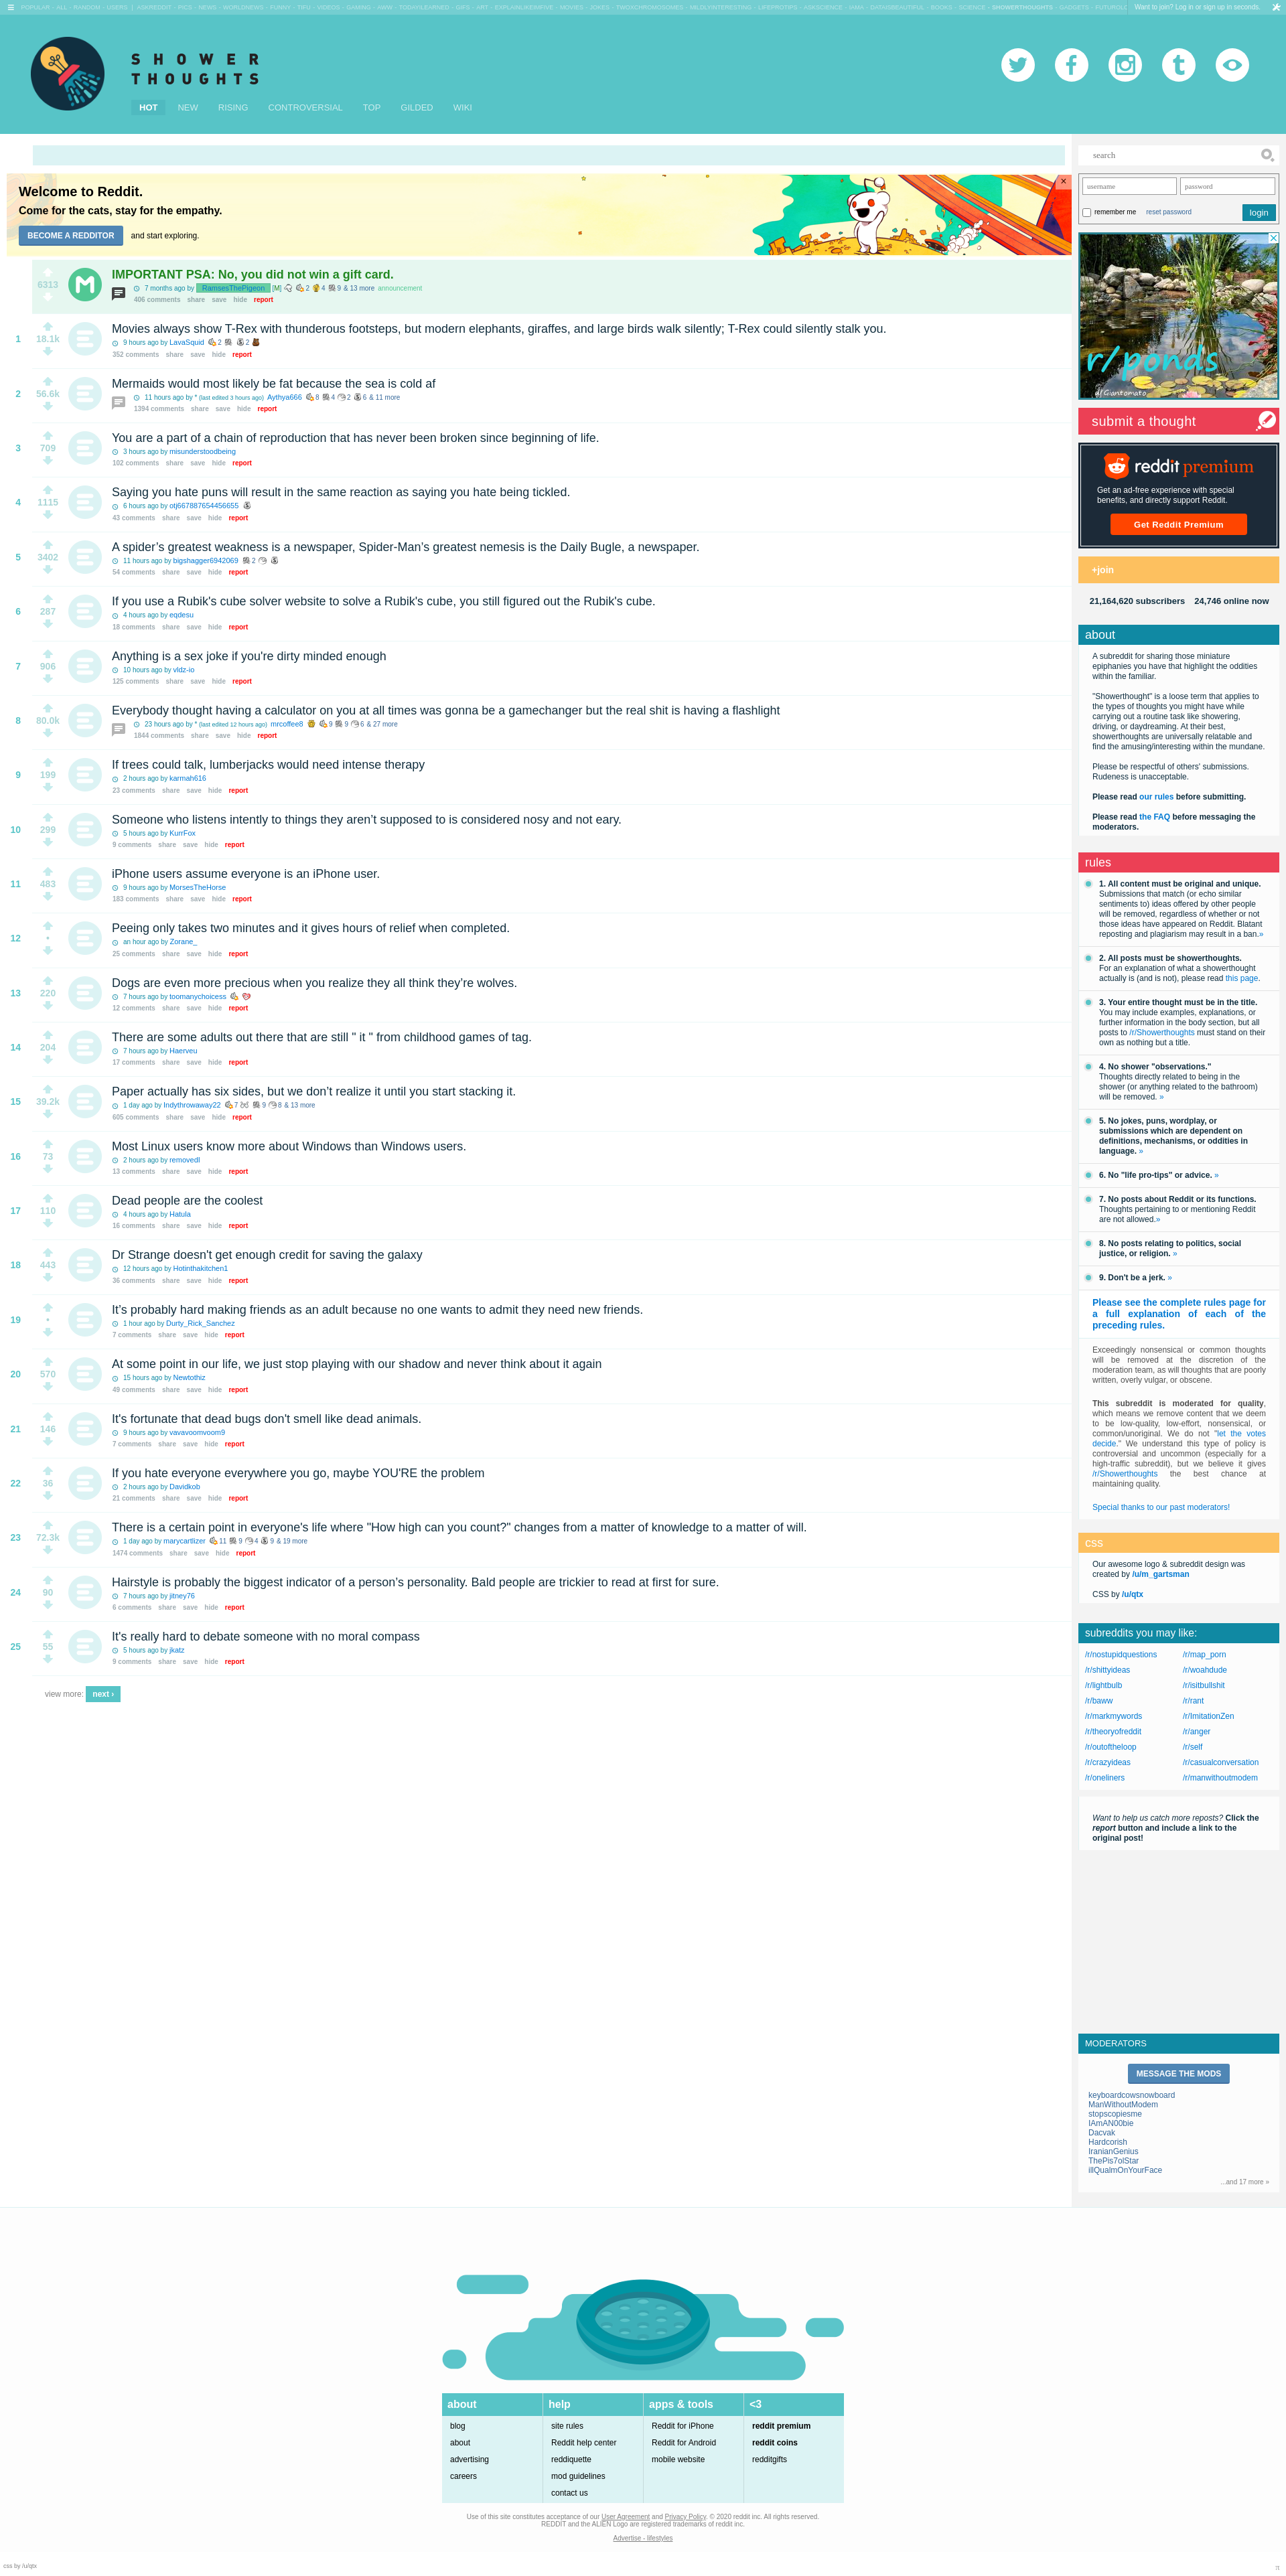 POPULAR - ALL - RANDOM - USERS | ASKREDDIT - PICS - NEWS - WORLDNEWS - FUNNY - TIFU - VIDEOS - GAMING - AWW - TODAYILEARNED - GIFS - ART - EXPLAINLIKEIMFIVE - MOVIES - JOKES - TWOXCHROMOSOMES - MILDLYINTERESTING - LIFEPROTIPS - ASKSCIENCE - IAMA - DATAISBEAUTIFUL - BOOKS - SCIENCE - SHOWERTHOUGHTS - GADGETS - FUTUROLO
Want to join? Log in or sign up in seconds.
SHOWER
THOUGHTS
HOT NEW RISING CONTROVERSIAL TOP GILDED WIKI
Welcome to Reddit.
Come for the cats, stay for the empathy.
BECOME A REDDITOR and start exploring.
6313
IMPORTANT PSA: No, you did not win a gift card.
7 months ago by RamsesThePigeon [M] 2 4 9 & 13 more announcement
406 comments share save hide report
1 18.1k
Movies always show T-Rex with thunderous footsteps, but modern elephants, giraffes, and large birds walk silently; T-Rex could silently stalk you.
9 hours ago by LavaSquid 2 2
352 comments share save hide report
2 56.6k
Mermaids would most likely be fat because the sea is cold af
11 hours ago by * (last edited 3 hours ago) Aythya666 8 4 2 6 & 11 more
1394 comments share save hide report
3 709
You are a part of a chain of reproduction that has never been broken since beginning of life.
3 hours ago by misunderstoodbeing
102 comments share save hide report
4 1115
Saying you hate puns will result in the same reaction as saying you hate being tickled.
6 hours ago by otj667887654456655
43 comments share save hide report
5 3402
A spider’s greatest weakness is a newspaper, Spider-Man’s greatest nemesis is the Daily Bugle, a newspaper.
11 hours ago by bigshagger6942069 2
54 comments share save hide report
6 287
If you use a Rubik's cube solver website to solve a Rubik's cube, you still figured out the Rubik's cube.
4 hours ago by eqdesu
18 comments share save hide report
7 906
Anything is a sex joke if you're dirty minded enough
10 hours ago by vldz-io
125 comments share save hide report
8 80.0k
Everybody thought having a calculator on you at all times was gonna be a gamechanger but the real shit is having a flashlight
23 hours ago by * (last edited 12 hours ago) mrcoffee8 9 9 6 & 27 more
1844 comments share save hide report
9 199
If trees could talk, lumberjacks would need intense therapy
2 hours ago by karmah616
23 comments share save hide report
10 299
Someone who listens intently to things they aren’t supposed to is considered nosy and not eary.
5 hours ago by KurrFox
9 comments share save hide report
11 483
iPhone users assume everyone is an iPhone user.
9 hours ago by MorsesTheHorse
183 comments share save hide report
12 •
Peeing only takes two minutes and it gives hours of relief when completed.
an hour ago by Zorane_
25 comments share save hide report
13 220
Dogs are even more precious when you realize they all think they’re wolves.
7 hours ago by toomanychoicess
12 comments share save hide report
14 204
There are some adults out there that are still " it " from childhood games of tag.
7 hours ago by Haerveu
17 comments share save hide report
15 39.2k
Paper actually has six sides, but we don’t realize it until you start stacking it.
1 day ago by Indythrowaway22 7 9 8 & 13 more
605 comments share save hide report
16 73
Most Linux users know more about Windows than Windows users.
2 hours ago by removedI
13 comments share save hide report
17 110
Dead people are the coolest
4 hours ago by Hatula
16 comments share save hide report
18 443
Dr Strange doesn't get enough credit for saving the galaxy
12 hours ago by Hotinthakitchen1
36 comments share save hide report
19 •
It’s probably hard making friends as an adult because no one wants to admit they need new friends.
1 hour ago by Durty_Rick_Sanchez
7 comments share save hide report
20 570
At some point in our life, we just stop playing with our shadow and never think about it again
15 hours ago by Newtothiz
49 comments share save hide report
21 146
It's fortunate that dead bugs don't smell like dead animals.
9 hours ago by vavavoomvoom9
7 comments share save hide report
22 36
If you hate everyone everywhere you go, maybe YOU'RE the problem
2 hours ago by Davidkob
21 comments share save hide report
23 72.3k
There is a certain point in everyone's life where "How high can you count?" changes from a matter of knowledge to a matter of will.
1 day ago by marycartlizer 11 9 4 9 & 19 more
1474 comments share save hide report
24 90
Hairstyle is probably the biggest indicator of a person’s personality. Bald people are trickier to read at first for sure.
7 hours ago by jitney76
6 comments share save hide report
25 55
It's really hard to debate someone with no moral compass
5 hours ago by jkatz
9 comments share save hide report
view more: next ›
search
username password
remember me reset password login
r/ponds
submit a thought
reddit premium
Get an ad-free experience with special
benefits, and directly support Reddit.
Get Reddit Premium
+join
21,164,620 subscribers 24,746 online now
about
A subreddit for sharing those miniature
epiphanies you have that highlight the oddities
within the familiar.
"Showerthought" is a loose term that applies to
the types of thoughts you might have while
carrying out a routine task like showering,
driving, or daydreaming. At their best,
showerthoughts are universally relatable and
find the amusing/interesting within the mundane.
Please be respectful of others' submissions.
Rudeness is unacceptable.
Please read our rules before submitting.
Please read the FAQ before messaging the
moderators.
rules
1. All content must be original and unique.
Submissions that match (or echo similar
sentiments to) ideas offered by other people
will be removed, regardless of whether or not
those ideas have appeared on Reddit. Blatant
reposting and plagiarism may result in a ban.»
2. All posts must be showerthoughts.
For an explanation of what a showerthought
actually is (and is not), please read this page.
3. Your entire thought must be in the title.
You may include examples, explanations, or
further information in the body section, but all
posts to /r/Showerthoughts must stand on their
own as nothing but a title.
4. No shower "observations."
Thoughts directly related to being in the
shower (or anything related to the bathroom)
will be removed. »
5. No jokes, puns, wordplay, or
submissions which are dependent on
definitions, mechanisms, or oddities in
language. »
6. No "life pro-tips" or advice. »
7. No posts about Reddit or its functions.
Thoughts pertaining to or mentioning Reddit
are not allowed.»
8. No posts relating to politics, social
justice, or religion. »
9. Don't be a jerk. »
Please see the complete rules page for
a full explanation of each of the
preceding rules.
Exceedingly nonsensical or common thoughts
will be removed at the discretion of the
moderation team, as will thoughts that are poorly
written, overly vulgar, or obscene.
This subreddit is moderated for quality,
which means we remove content that we deem
to be low-quality, low-effort, nonsensical, or
common/unoriginal. We do not "let the votes
decide." We understand this type of policy is
controversial and uncommon (especially for a
high-traffic subreddit), but we believe it gives
/r/Showerthoughts the best chance at
maintaining quality.
Special thanks to our past moderators!
css
Our awesome logo & subreddit design was
created by /u/m_gartsman
CSS by /u/qtx
subreddits you may like:
/r/nostupidquestions /r/map_porn
/r/shittyideas /r/woahdude
/r/lightbulb /r/isitbullshit
/r/baww /r/rant
/r/markmywords /r/ImitationZen
/r/theoryofreddit /r/anger
/r/outoftheloop /r/self
/r/crazyideas /r/casualconversation
/r/oneliners /r/manwithoutmodem
Want to help us catch more reposts? Click the
report button and include a link to the
original post!
MODERATORS
MESSAGE THE MODS
keyboardcowsnowboard
ManWithoutModem
stopscopiesme
IAmAN00bie
Dacvak
Hardcorish
IranianGenius
ThePis7olStar
illQualmOnYourFace
...and 17 more »
about help apps & tools <3
blog site rules Reddit for iPhone reddit premium
about Reddit help center Reddit for Android reddit coins
advertising reddiquette mobile website redditgifts
careers mod guidelines
contact us
Use of this site constitutes acceptance of our User Agreement and Privacy Policy. © 2020 reddit inc. All rights reserved.
REDDIT and the ALIEN Logo are registered trademarks of reddit inc.
Advertise - lifestyles
css by /u/qtx
π